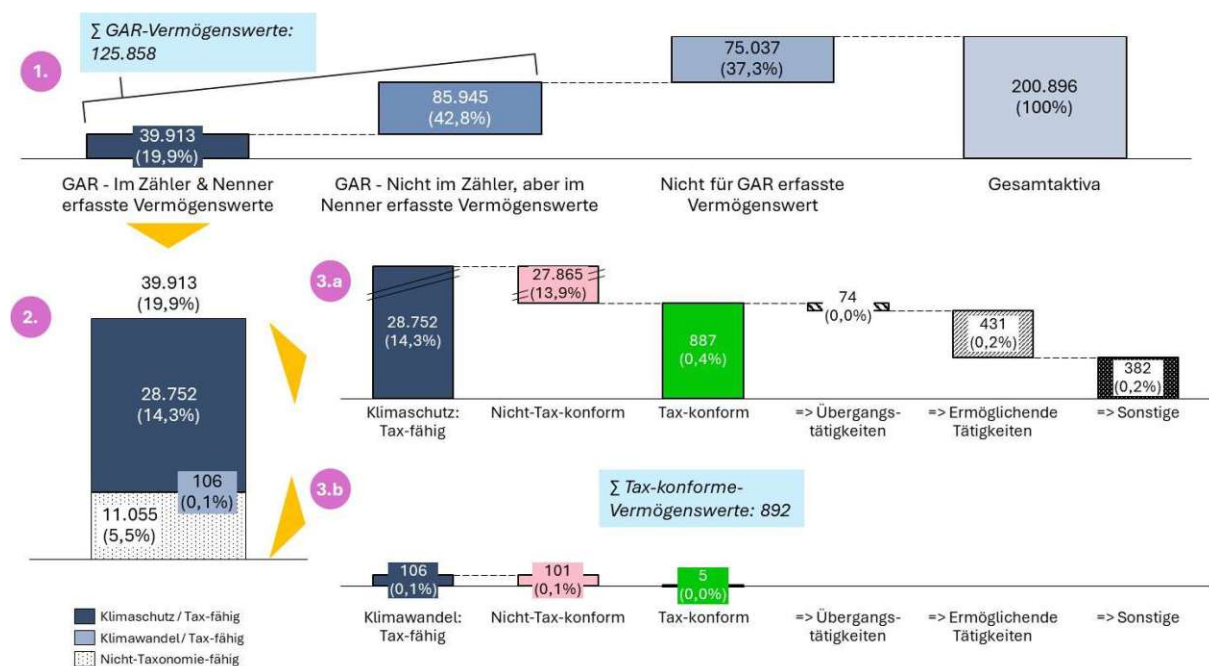 ∑ GAR-Vermögenswerte:
125.858
1.
39.913
(19,9%)
85.945
(42,8%)
75.037
(37,3%)
200.896
(100%)
GAR - Im Zähler & Nenner
erfasste Vermögenswerte
GAR - Nicht im Zähler, aber im
Nenner erfasste Vermögenswerte
Nicht für GAR erfasste
Vermögenswert
Gesamtaktiva
2.
39.913
(19,9%)
28.752
(14,3%)
106
(0,1%)
11.055
(5,5%)
Klimaschutz / Tax-fähig
Klimawandel / Tax-fähig
Nicht-Taxonomie-fähig
3.a
28.752
(14,3%)
27.865
(13,9%)
887
(0,4%)
74
(0,0%)
431
(0,2%)
382
(0,2%)
Klimaschutz:
Tax-fähig
Nicht-Tax-konform
Tax-konform
=> Übergangs-
tätigkeiten
=> Ermöglichende
Tätigkeiten
=> Sonstige
3.b
∑ Tax-konforme-
Vermögenswerte: 892
106
(0,1%)
101
(0,1%)
5
(0,0%)
Klimawandel:
Tax-fähig
Nicht-Tax-konform
Tax-konform
=> Übergangs-
tätigkeiten
=> Ermöglichende
Tätigkeiten
=> Sonstige